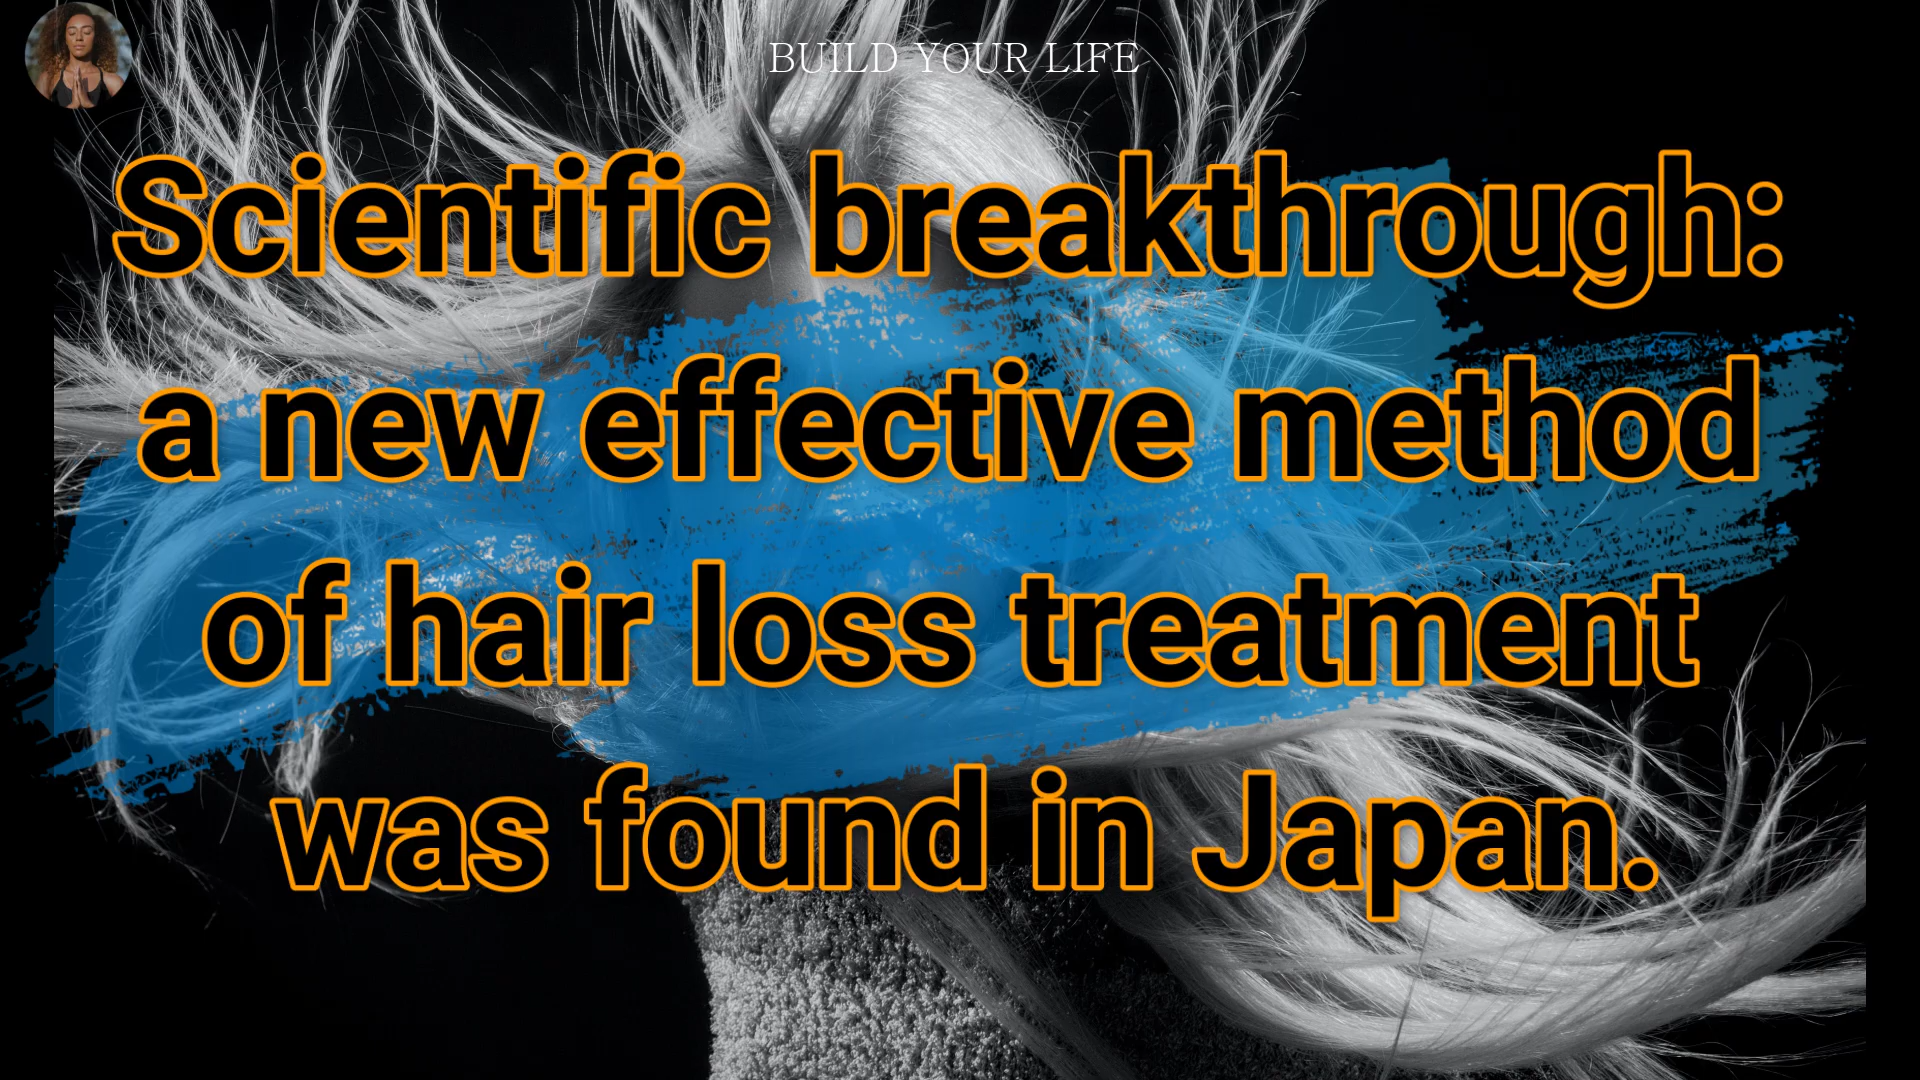 BUILD YOUR LIFE
Scientific breakthrough:
a new effective method
of hair loss treatment
was found in Japan.